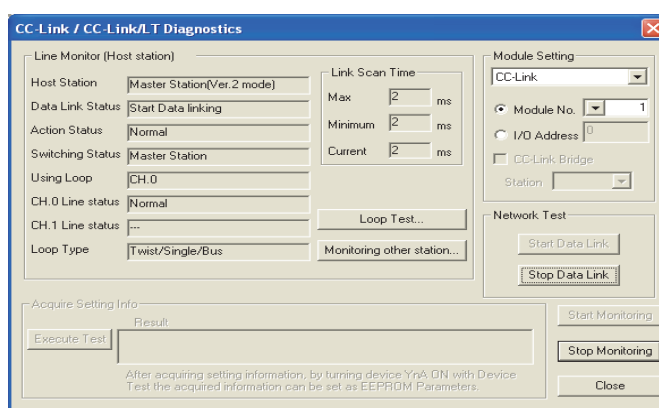 CC-Link / CC-Link/LT Diagnostics
Line Monitor (Host station)
Host Station Master Station(Ver.2 mode)
Data Link Status Start Data linking
Action Status Normal
Switching Status Master Station
Using Loop CH.0
CH.0 Line status Normal
CH.1 Line status ---
Loop Type Twist/Single/Bus
Link Scan Time
Max 2 ms
Minimum 2 ms
Current 2 ms
Loop Test...
Monitoring other station...
Module Setting
CC-Link
Module No. 1
I/O Address 0
CC-Link Bridge
Station
Network Test
Start Data Link
Stop Data Link
Acquire Setting Info
Result
Execute Test
After acquiring setting information, by turning device YnA ON with Device
Test the acquired information can be set as EEPROM Parameters.
Start Monitoring
Stop Monitoring
Close